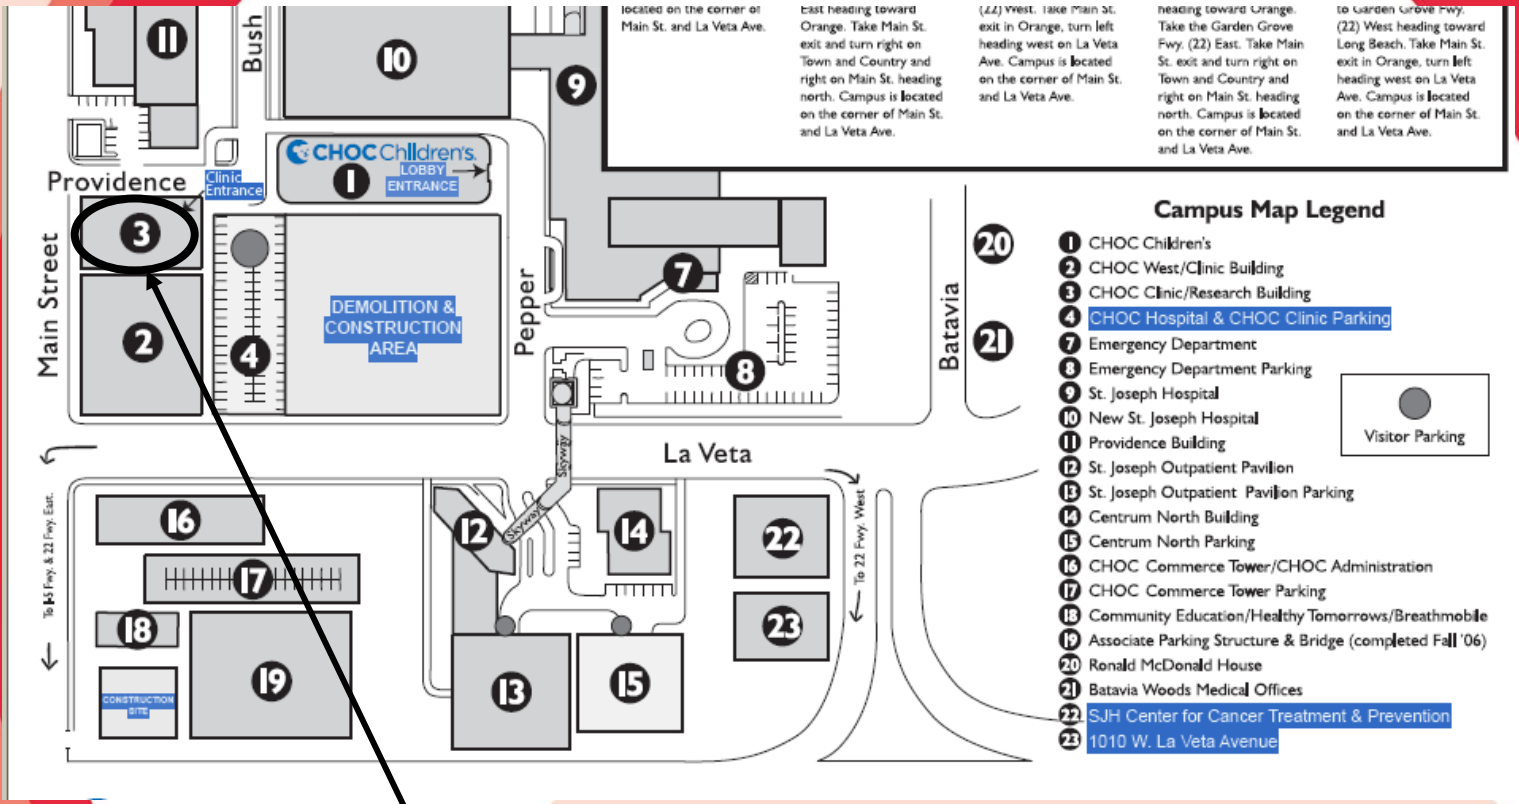 located on the corner of
Main St. and La Veta Ave.
East heading toward
Orange. Take Main St.
exit and turn right on
Town and Country and
right on Main St. heading
north. Campus is located
on the corner of Main St.
and La Veta Ave.
(22) West. Take Main St.
exit in Orange, turn left
heading west on La Veta
Ave. Campus is located
on the corner of Main St.
and La Veta Ave.
heading toward Orange.
Take the Garden Grove
Fwy. (22) East. Take Main
St. exit and turn right on
Town and Country and
right on Main St. heading
north. Campus is located
on the corner of Main St.
and La Veta Ave.
to Garden Grove Fwy.
(22) West heading toward
Long Beach. Take Main St.
exit in Orange, turn left
heading west on La Veta
Ave. Campus is located
on the corner of Main St.
and La Veta Ave.
11
Bush
10
9
CHOC Children's.
1
LOBBY
ENTRANCE
Providence
Clinic
Entrance
3
Main Street
2
4
DEMOLITION &
CONSTRUCTION
AREA
Pepper
7
8
Batavia
20
21
La Veta
Skyway
Skyway
To I-5 Fwy. & 22 Fwy. East.
16
17
18
19
CONSTRUCTION
SITE
12
13
14
15
22
23
To 22 Fwy. West
Campus Map Legend
1 CHOC Children's
2 CHOC West/Clinic Building
3 CHOC Clinic/Research Building
4 CHOC Hospital & CHOC Clinic Parking
7 Emergency Department
8 Emergency Department Parking
9 St. Joseph Hospital
10 New St. Joseph Hospital
11 Providence Building
12 St. Joseph Outpatient Pavilion
13 St. Joseph Outpatient Pavilion Parking
14 Centrum North Building
15 Centrum North Parking
16 CHOC Commerce Tower/CHOC Administration
17 CHOC Commerce Tower Parking
18 Community Education/Healthy Tomorrows/Breathmobile
19 Associate Parking Structure & Bridge (completed Fall '06)
20 Ronald McDonald House
21 Batavia Woods Medical Offices
22 SJH Center for Cancer Treatment & Prevention
23 1010 W. La Veta Avenue
Visitor Parking